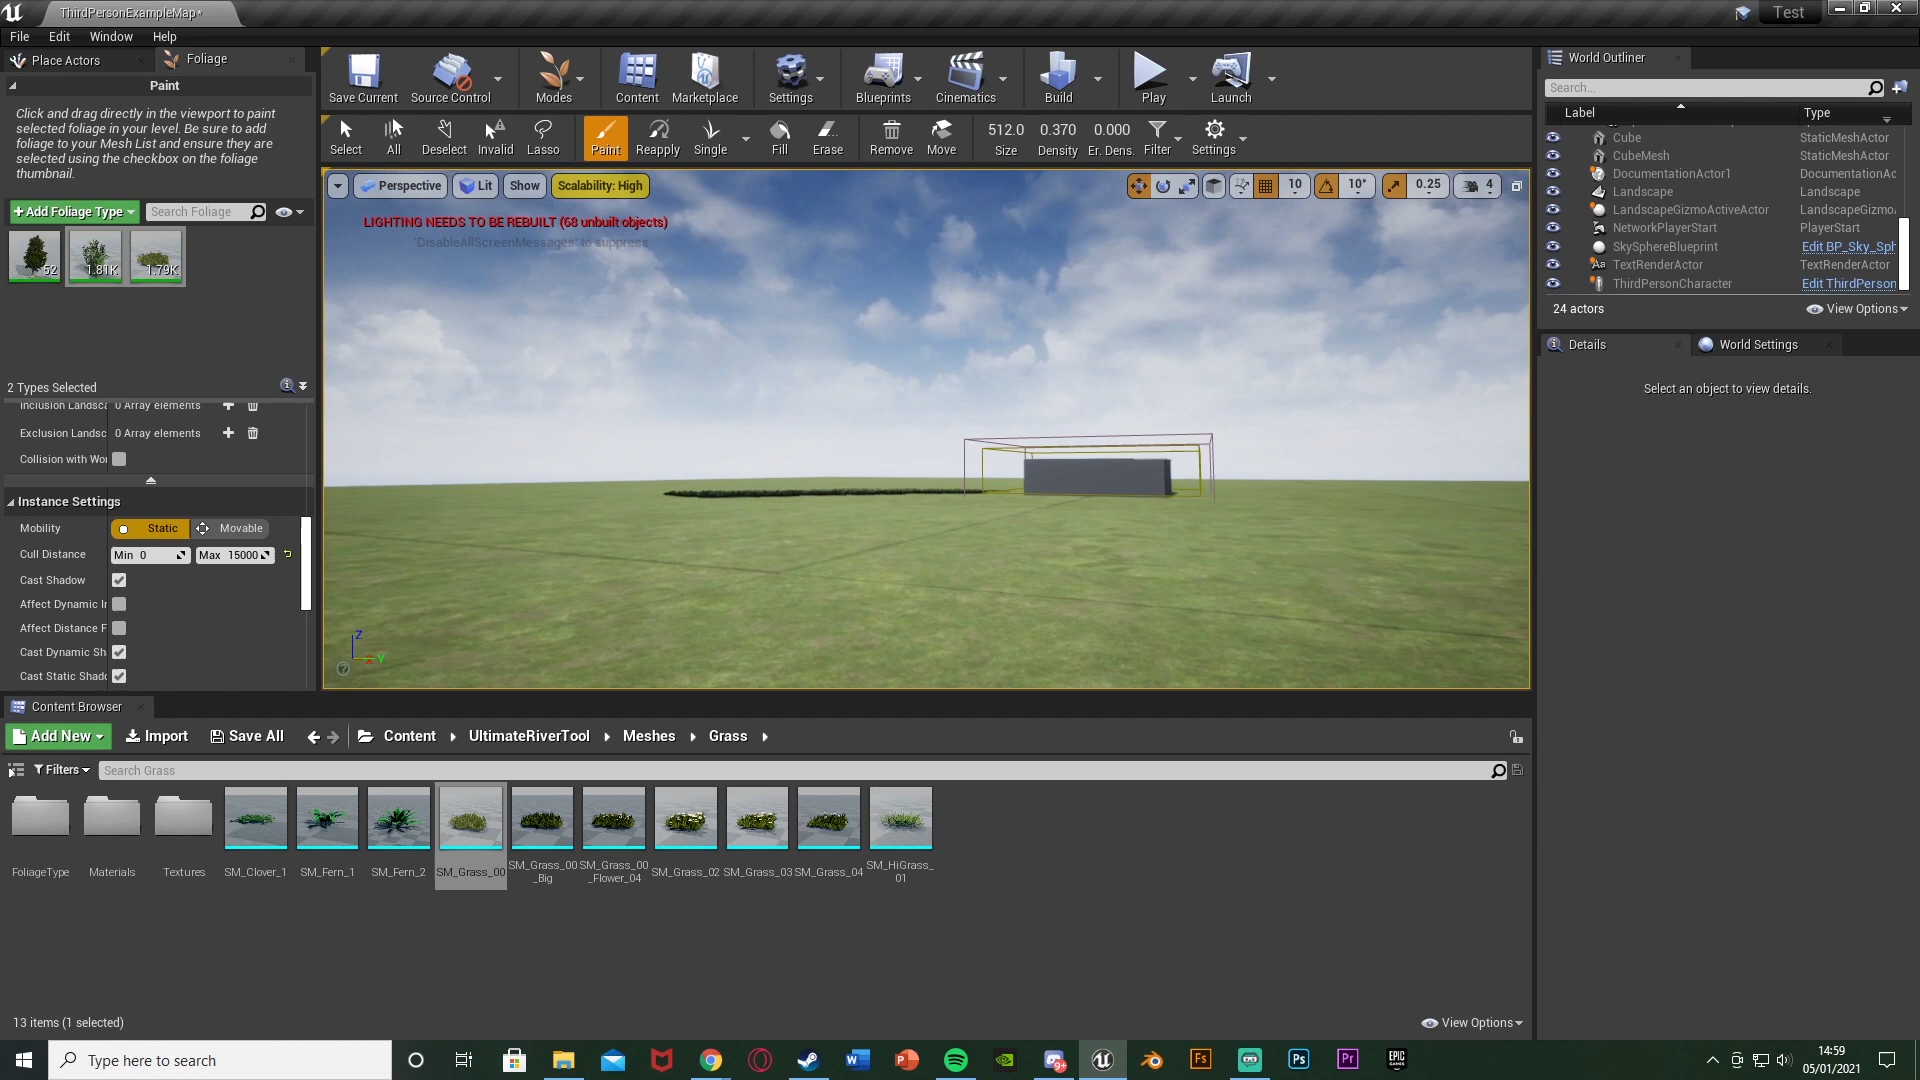 ThirdPersonExampleMap*
Test
File Edit Window Help
Place Actors
Foliage
Paint
Click and drag directly in the viewport to paint
selected foliage in your level. Be sure to add
foliage to your Mesh List and ensure they are
selected using the checkbox on the foliage
thumbnail.
+Add Foliage Type
Search Foliage
52
1.81K
1.79K
2 Types Selected
Inclusion Landsca 0 Array elements
Exclusion Landsc 0 Array elements
Collision with Wor
Instance Settings
Mobility Static Movable
Cull Distance Min 0 Max 15000
Cast Shadow
Affect Dynamic In
Affect Distance F
Cast Dynamic Sh
Cast Static Shado
Save Current Source Control Modes Content Marketplace Settings Blueprints Cinematics Build Play Launch
512.0 0.370 0.000
Select All Deselect Invalid Lasso Paint Reapply Single Fill Erase Remove Move Size Density Er. Dens. Filter Settings
Perspective Lit Show Scalability: High
10 10° 0.25 4
LIGHTING NEEDS TO BE REBUILT (68 unbuilt objects)
'DisableAllScreenMessages' to suppress
Z
X Y
World Outliner
Search...
Label Type
Cube StaticMeshActor
CubeMesh StaticMeshActor
DocumentationActor1 DocumentationAc
Landscape Landscape
LandscapeGizmoActiveActor LandscapeGizmoA
NetworkPlayerStart PlayerStart
SkySphereBlueprint Edit BP_Sky_Sph
Aa TextRenderActor TextRenderActor
ThirdPersonCharacter Edit ThirdPerson
24 actors
View Options
Details World Settings
Select an object to view details.
Content Browser
Add New Import Save All Content UltimateRiverTool Meshes Grass
Filters Search Grass
FoliageType
Materials
Textures
SM_Clover_1
SM_Fern_1
SM_Fern_2
SM_Grass_00
SM_Grass_00
_Big
SM_Grass_00
_Flower_04
SM_Grass_02
SM_Grass_03
SM_Grass_04
SM_HiGrass_
01
13 items (1 selected)
View Options
Type here to search
14:59
05/01/2021